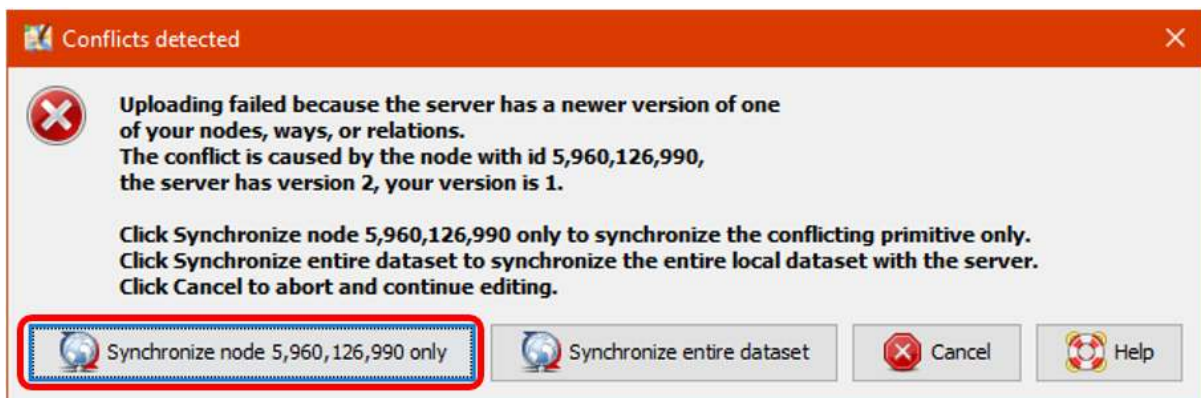 Conflicts detected
Uploading failed because the server has a newer version of one
of your nodes, ways, or relations.
The conflict is caused by the node with id 5,960,126,990,
the server has version 2, your version is 1.
Click Synchronize node 5,960,126,990 only to synchronize the conflicting primitive only.
Click Synchronize entire dataset to synchronize the entire local dataset with the server.
Click Cancel to abort and continue editing.
Synchronize node 5,960,126,990 only
Synchronize entire dataset
Cancel
Help